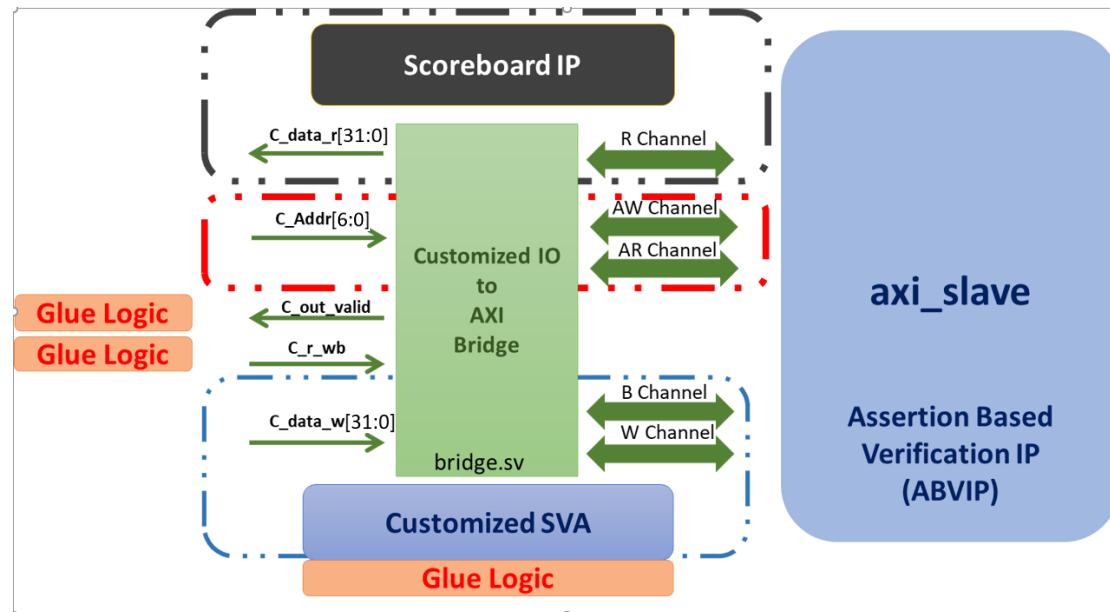 Scoreboard IP
C_data_r[31:0]
R Channel
C_Addr[6:0]
AW Channel
AR Channel
Customized IO
to
AXI
Bridge
axi_slave
Glue Logic
C_out_valid
Glue Logic
C_r_wb
B Channel
C_data_w[31:0]
W Channel
bridge.sv
Assertion Based
Verification IP
(ABVIP)
Customized SVA
Glue Logic